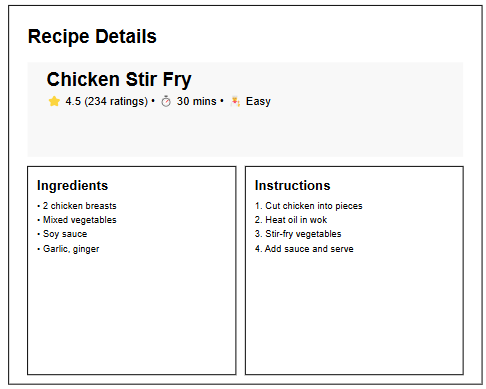 Recipe Details
Chicken Stir Fry
⭐ 4.5 (234 ratings) • ⏱️ 30 mins • 👨‍🍳 Easy
Ingredients
• 2 chicken breasts
• Mixed vegetables
• Soy sauce
• Garlic, ginger
Instructions
1. Cut chicken into pieces
2. Heat oil in wok
3. Stir-fry vegetables
4. Add sauce and serve